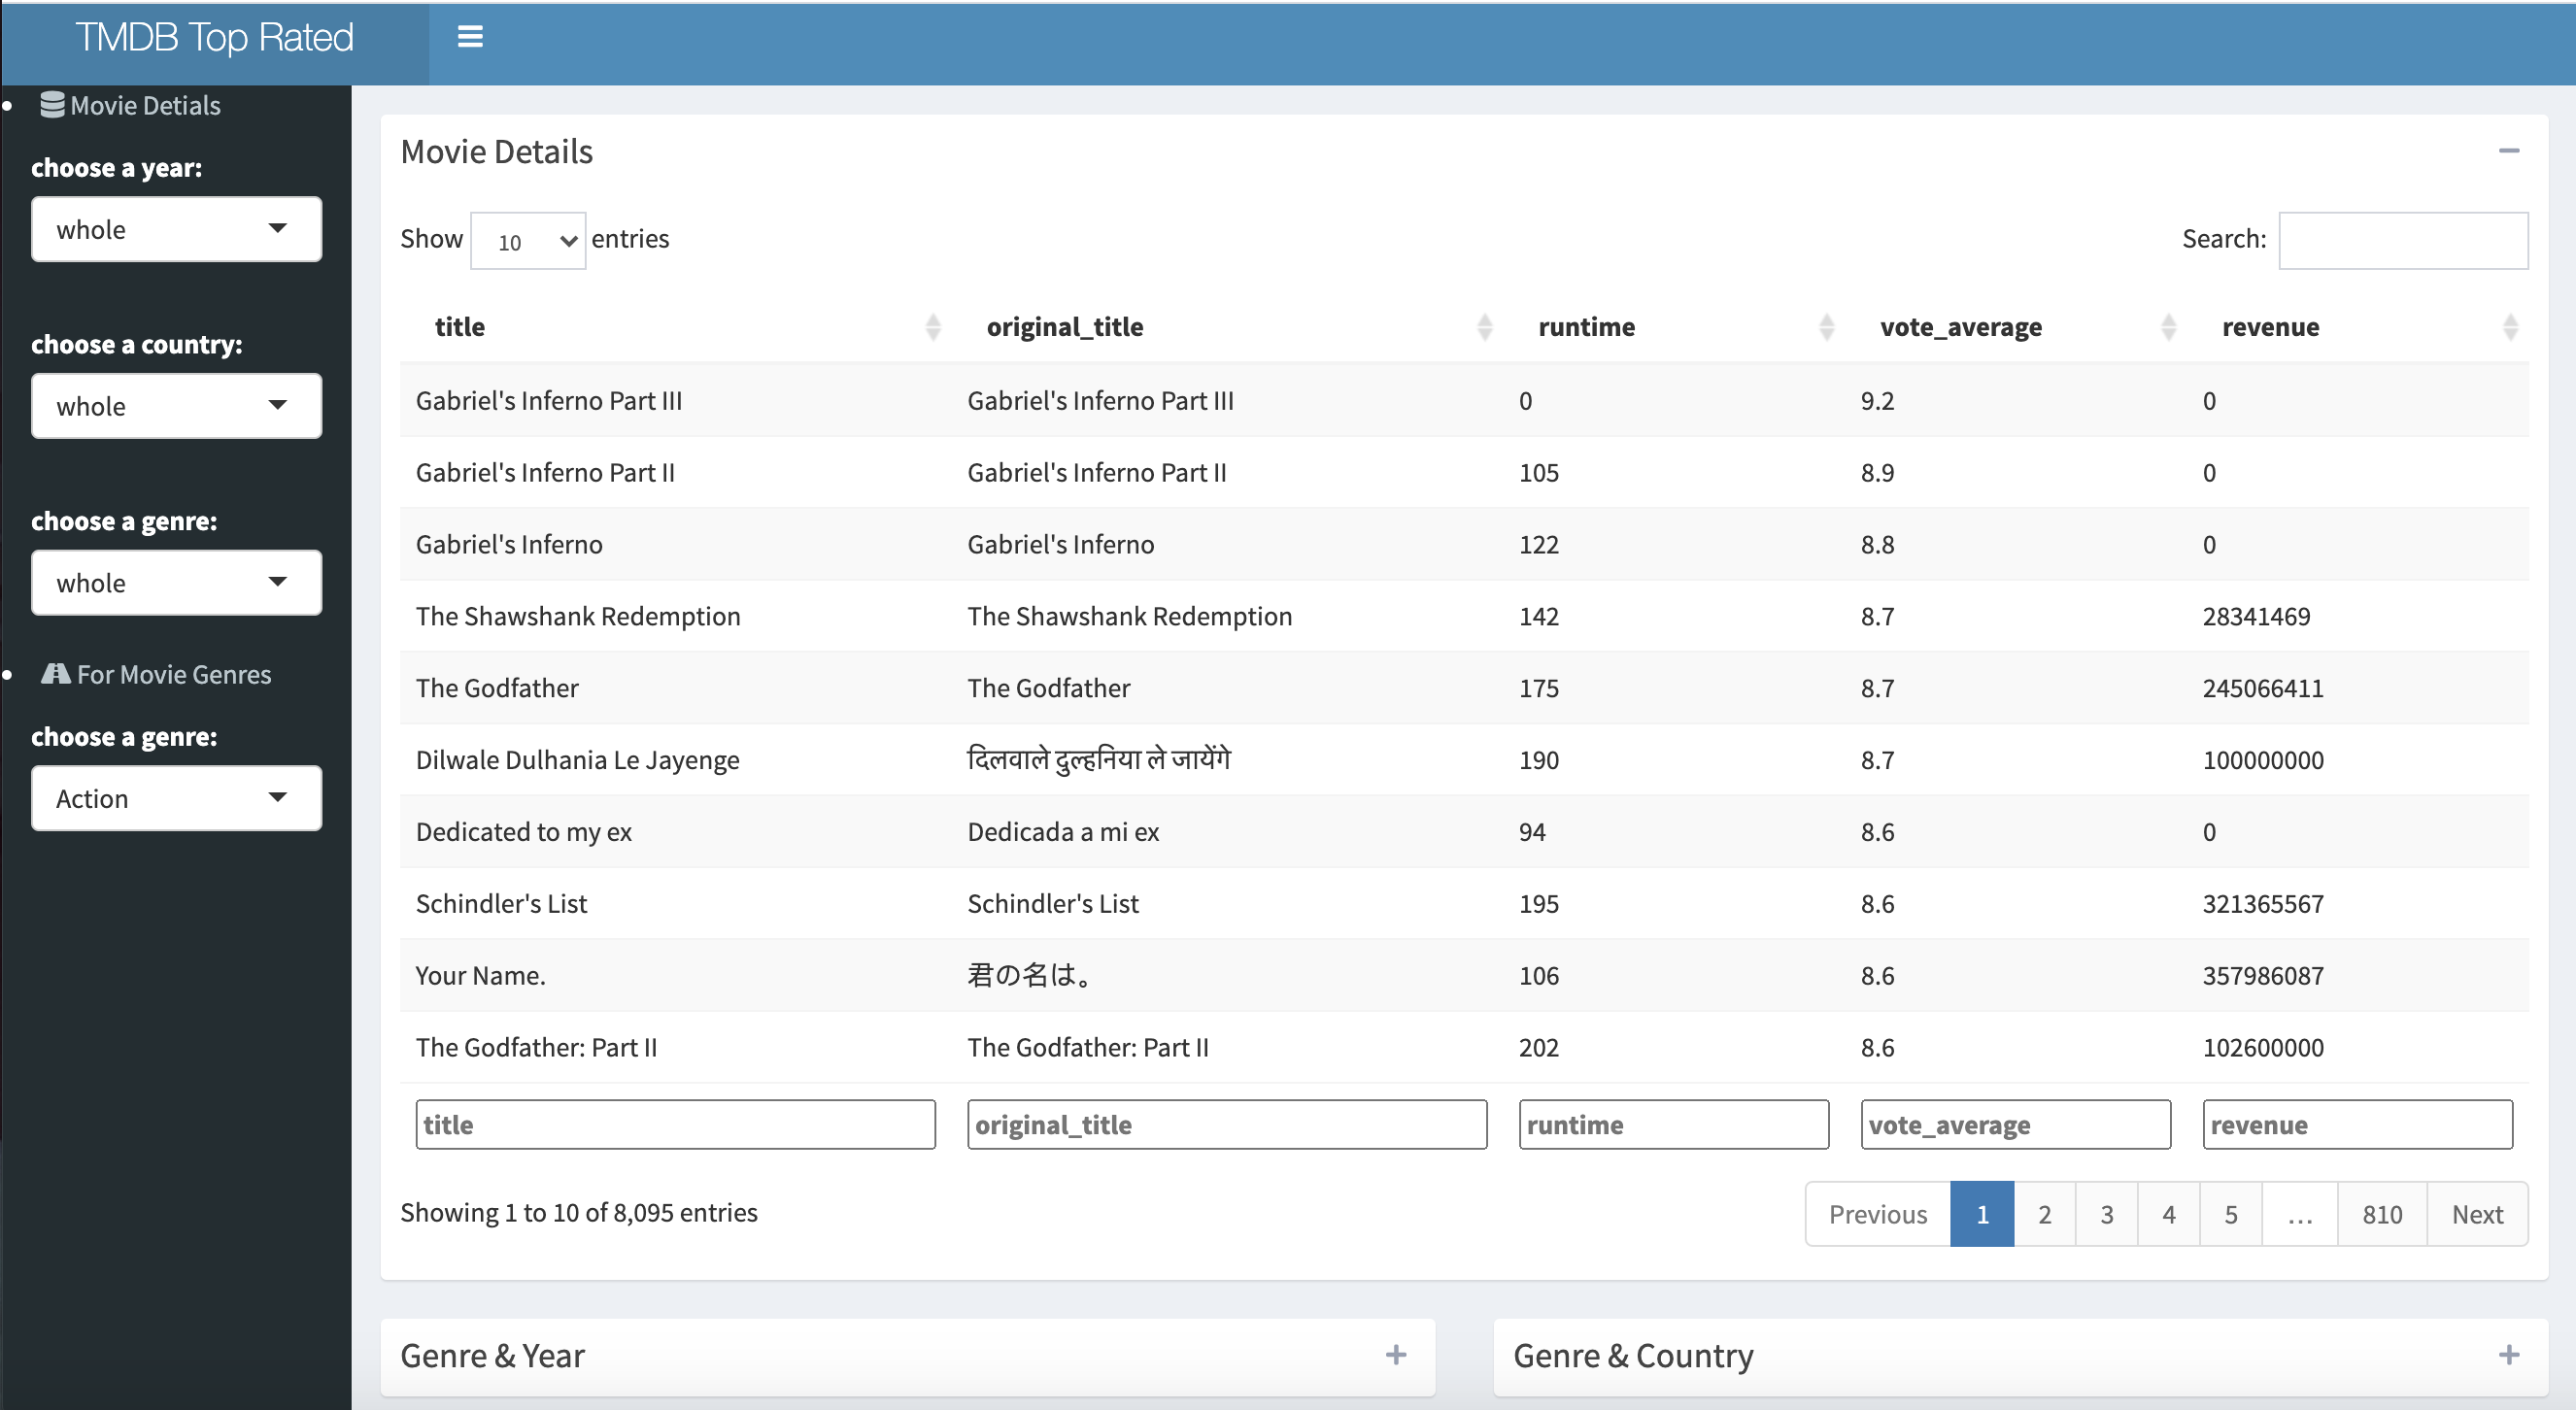 TMDB Top Rated
Movie Detials
choose a year:
whole
choose a country:
whole
choose a genre:
whole
For Movie Genres
choose a genre:
Action
Movie Details
Show 10 entries Search:
title original_title runtime vote_average revenue
Gabriel's Inferno Part III Gabriel's Inferno Part III 0 9.2 0
Gabriel's Inferno Part II Gabriel's Inferno Part II 105 8.9 0
Gabriel's Inferno Gabriel's Inferno 122 8.8 0
The Shawshank Redemption The Shawshank Redemption 142 8.7 28341469
The Godfather The Godfather 175 8.7 245066411
Dilwale Dulhania Le Jayenge दिलवाले दुल्हनिया ले जायेंगे 190 8.7 100000000
Dedicated to my ex Dedicada a mi ex 94 8.6 0
Schindler's List Schindler's List 195 8.6 321365567
Your Name. 君の名は。 106 8.6 357986087
The Godfather: Part II The Godfather: Part II 202 8.6 102600000
title original_title runtime vote_average revenue
Showing 1 to 10 of 8,095 entries Previous 1 2 3 4 5 … 810 Next
Genre & Year Genre & Country